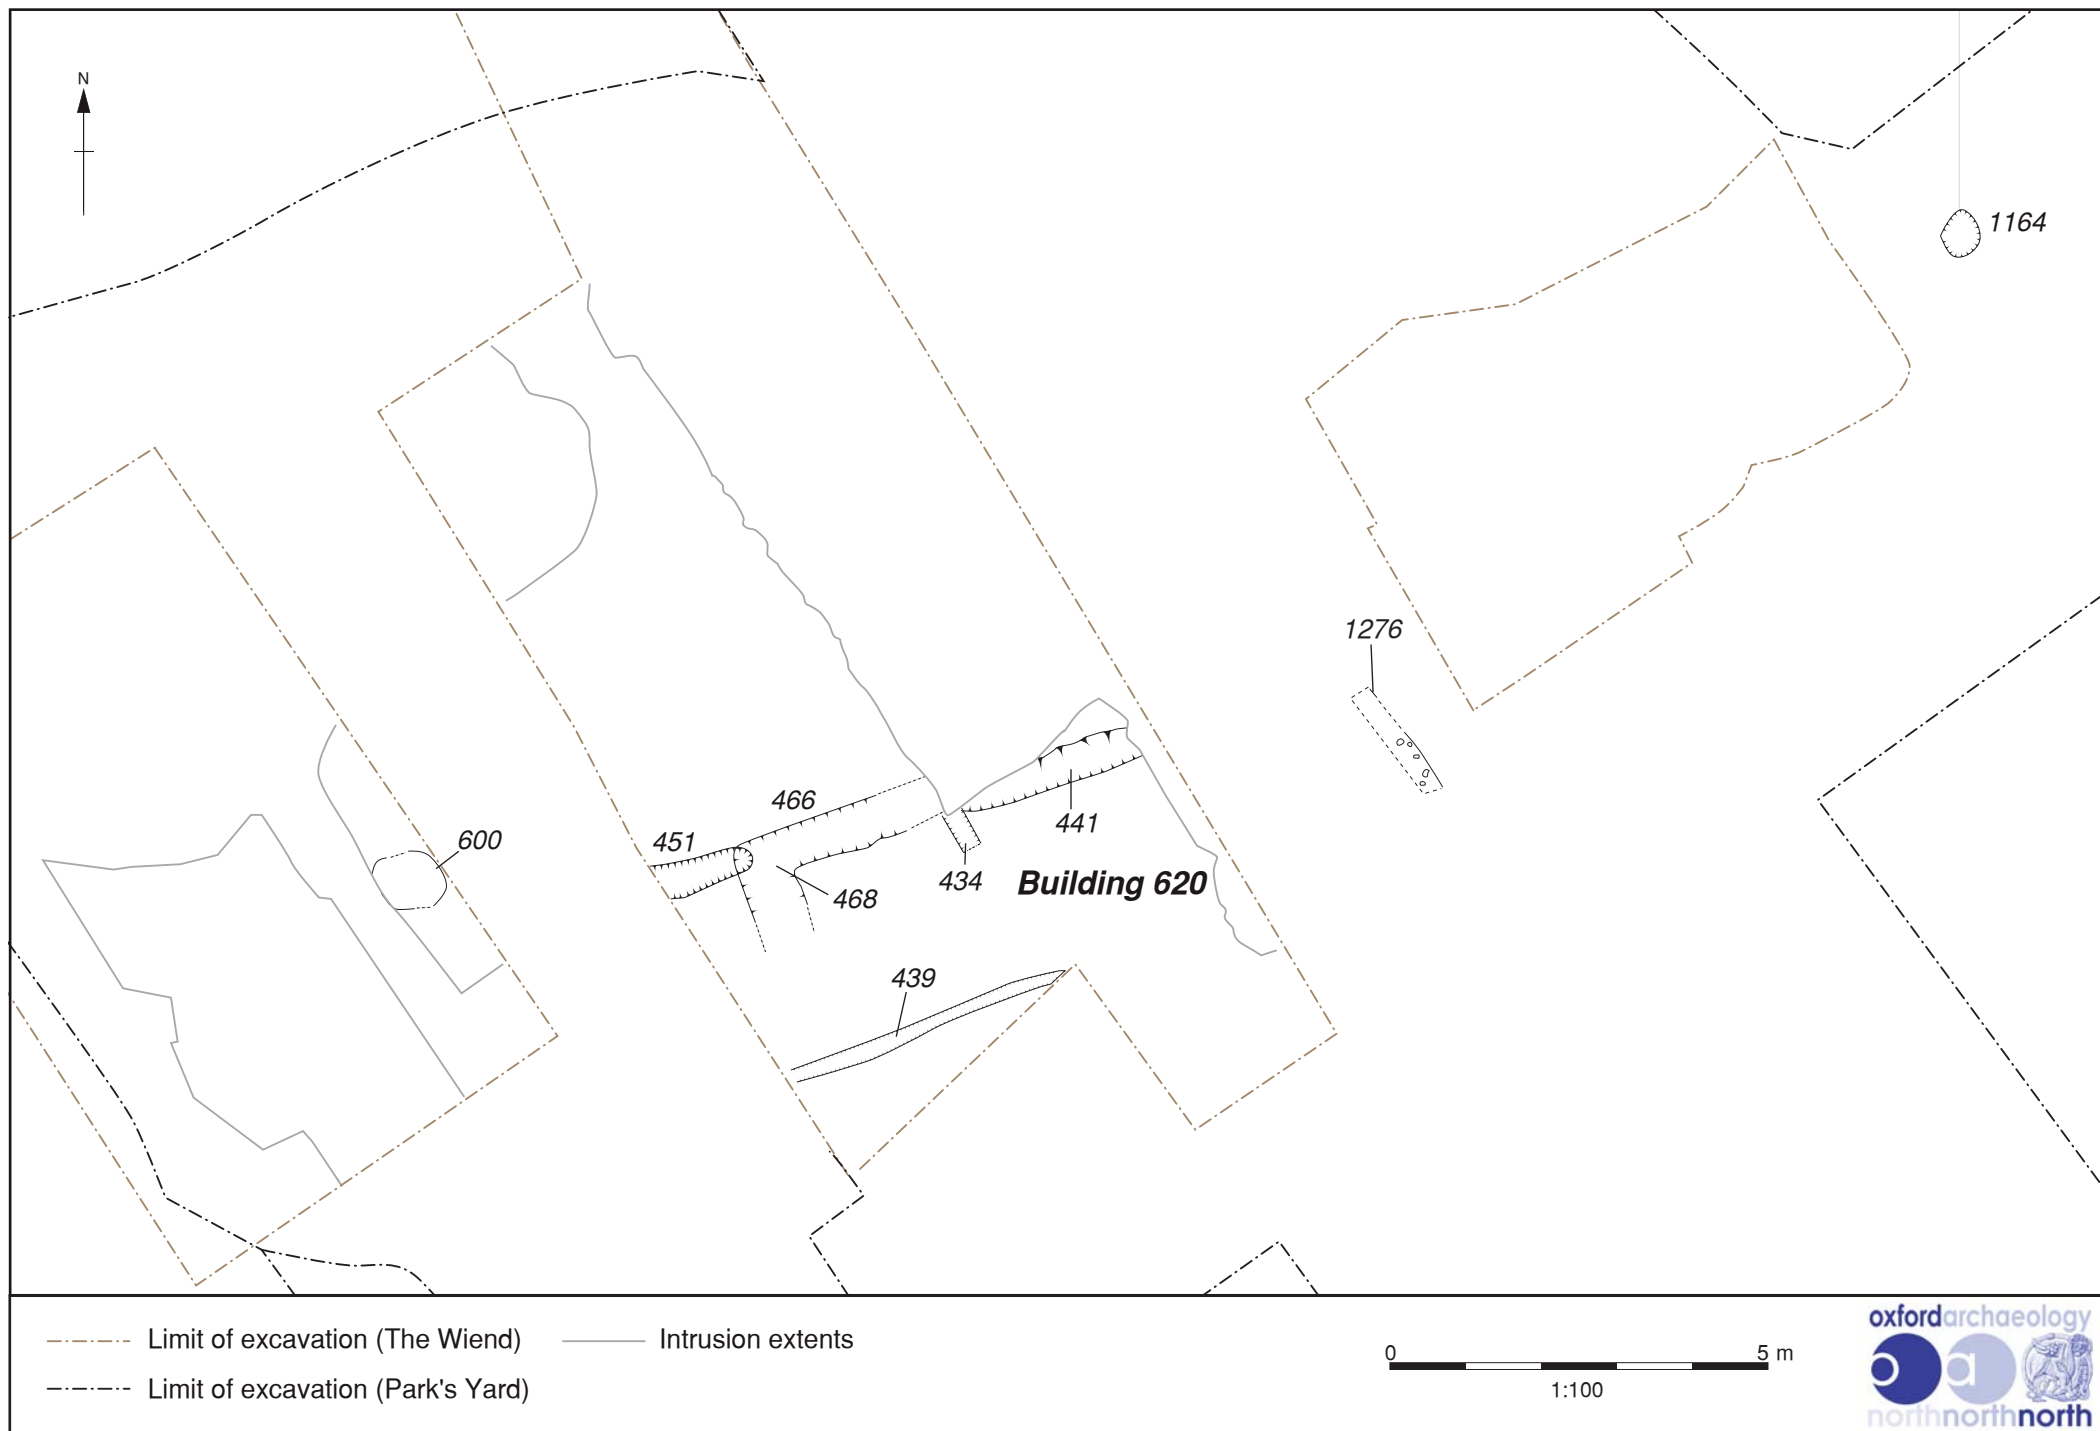 N
1164
1276
466
451
600
441
434
Building 620
468
439
Limit of excavation (The Wiend)
Intrusion extents
Limit of excavation (Park's Yard)
0
5 m
1:100
oxfordarchaeology
o a
northnorthnorth